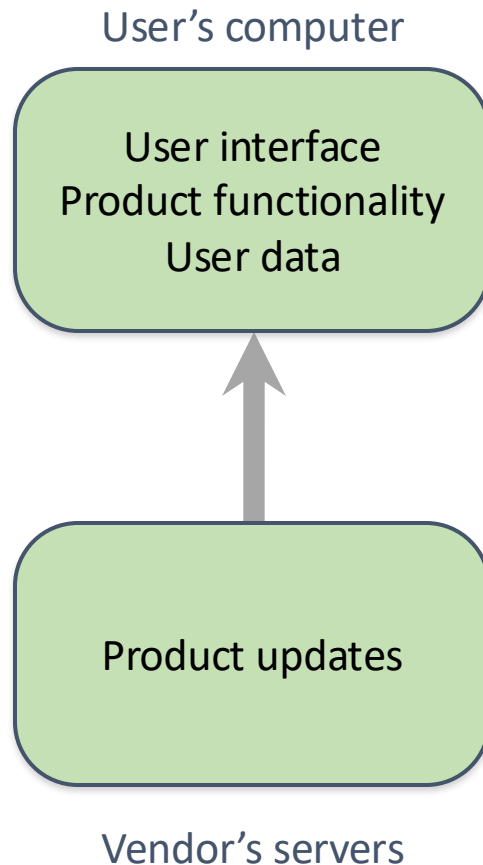 User’s computer
User interface
Product functionality
User data
Product updates
Vendor’s servers